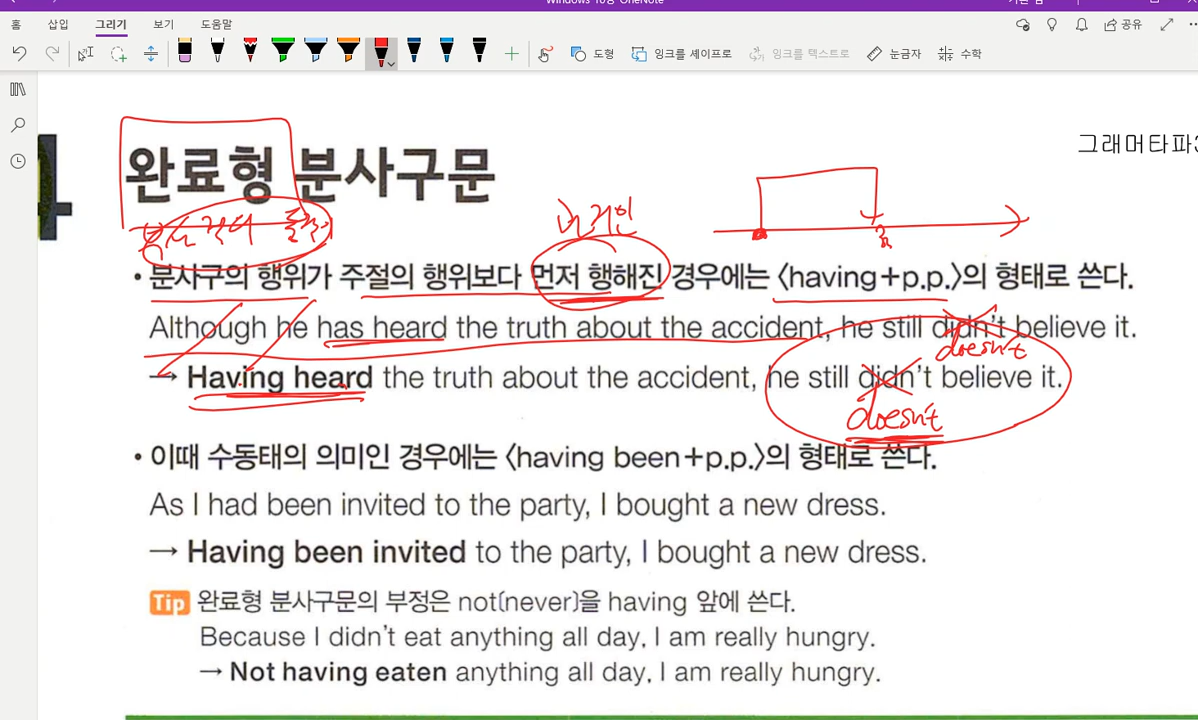 Windows 10용 OneNote
홈 삽입 그리기 보기 도움말 공유
도형 잉크를 셰이프로 잉크를 텍스트로 눈금자 수학
그래머타파3
완료형 분사구문
분사
• 분사구의 행위가 주절의 행위보다 먼저 행해진 경우에는 〈having+p.p.〉의 형태로 쓴다.
Although he has heard the truth about the accident, he still didn't believe it.
doesn't
→ Having heard the truth about the accident, he still didn't believe it.
doesn't
• 이때 수동태의 의미인 경우에는 〈having been+p.p.〉의 형태로 쓴다.
As I had been invited to the party, I bought a new dress.
→ Having been invited to the party, I bought a new dress.
Tip 완료형 분사구문의 부정은 not(never)을 having 앞에 쓴다.
Because I didn't eat anything all day, I am really hungry.
→ Not having eaten anything all day, I am really hungry.